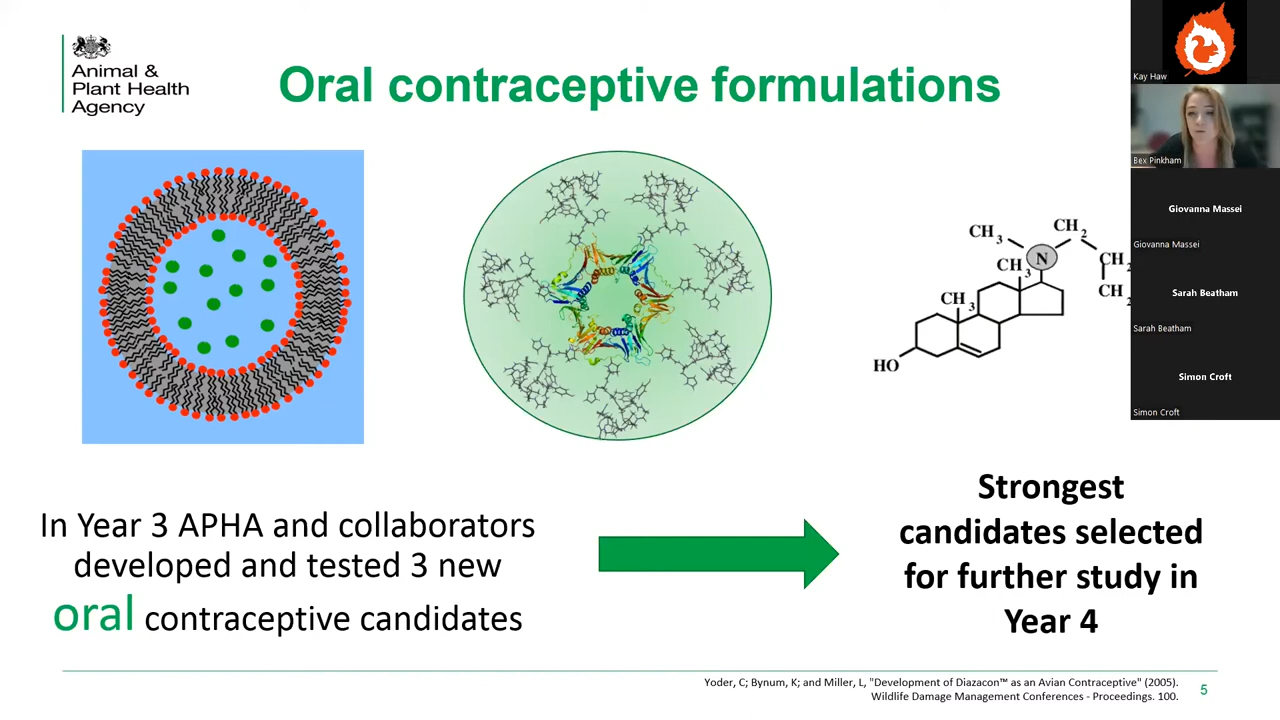 Animal &
Plant Health
Agency
Oral contraceptive formulations
CH3
CH2
N
CH3
CH2
CH3
CH2
HO
In Year 3 APHA and collaborators
developed and tested 3 new
oral contraceptive candidates
Strongest
candidates selected
for further study in
Year 4
Yoder, C; Bynum, K; and Miller, L, "Development of Diazacon™ as an Avian Contraceptive" (2005).
Wildlife Damage Management Conferences - Proceedings. 100.
5
Kay Haw
Bex Pinkham
Giovanna Massei
Giovanna Massei
Sarah Beatham
Sarah Beatham
Simon Croft
Simon Croft